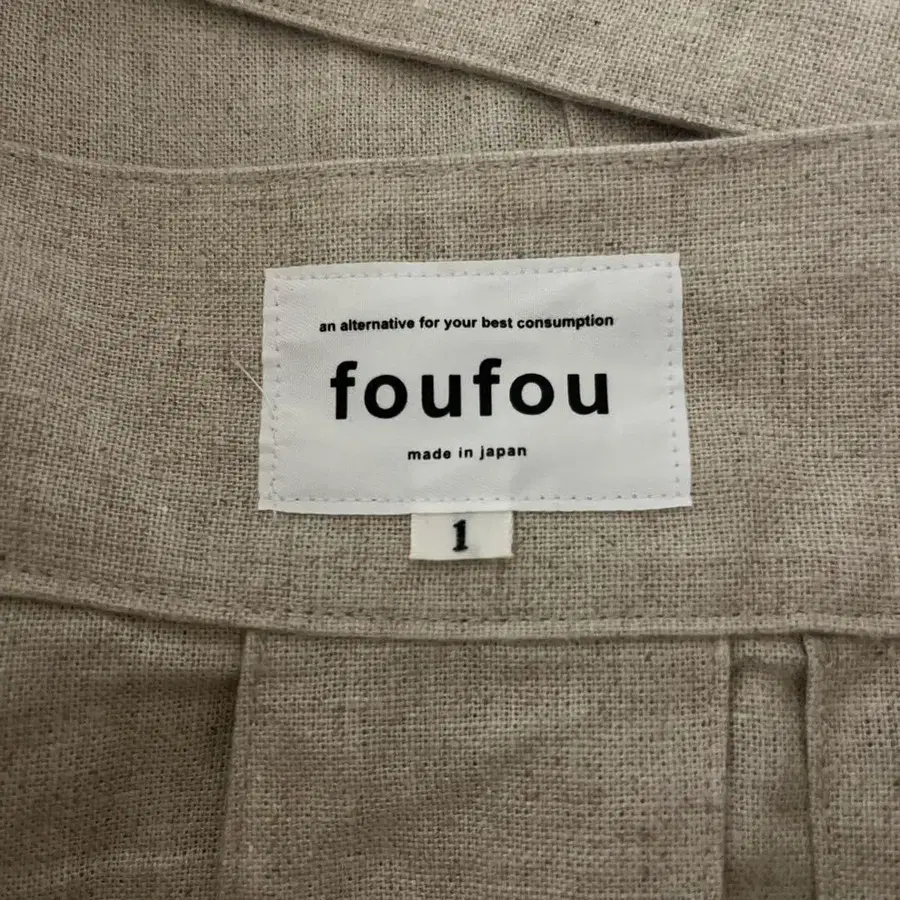 an alternative for your best consumption
foufou
made in japan
1